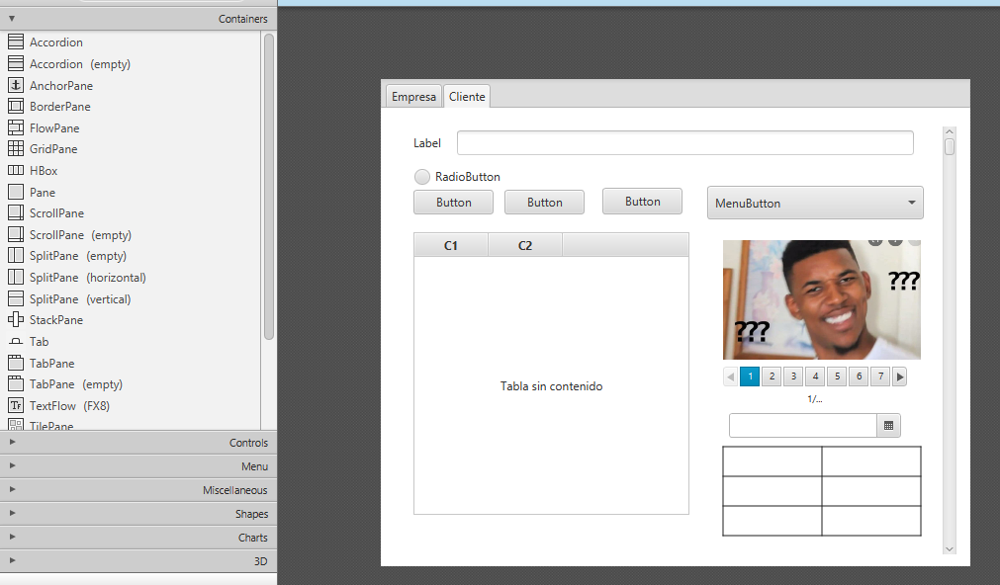 Containers
Accordion
Accordion (empty)
AnchorPane
BorderPane
FlowPane
GridPane
HBox
Pane
ScrollPane
ScrollPane (empty)
SplitPane (empty)
SplitPane (horizontal)
SplitPane (vertical)
StackPane
Tab
TabPane
TabPane (empty)
TextFlow (FX8)
TilePane
Controls
Menu
Miscellaneous
Shapes
Charts
3D
Empresa Cliente
Label
RadioButton
Button Button Button MenuButton
C1 C2
Tabla sin contenido
???
???
1 2 3 4 5 6 7
1/...